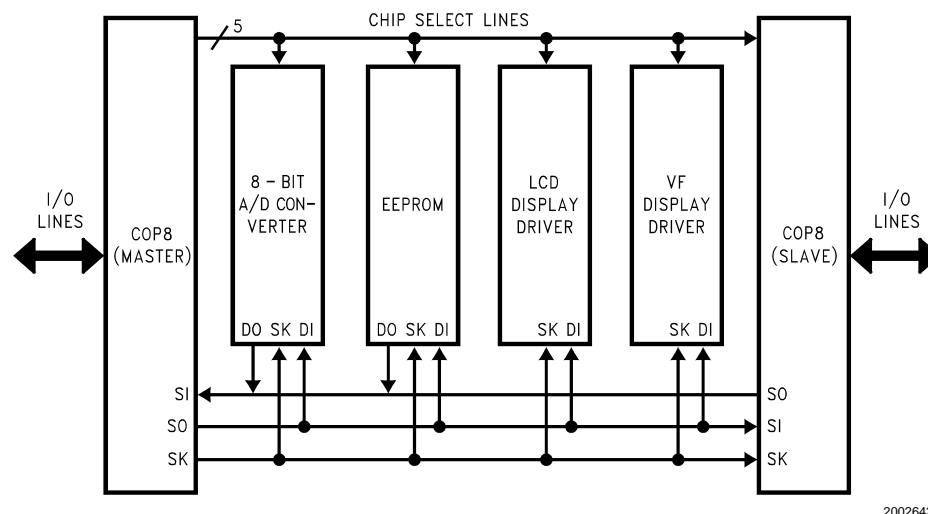 CHIP SELECT LINES
5
I/O
LINES
COP8
(MASTER)
8 – BIT
A/D CON-
VERTER
EEPROM
LCD
DISPLAY
DRIVER
VF
DISPLAY
DRIVER
COP8
(SLAVE)
I/O
LINES
DO SK DI
DO SK DI
SK DI
SK DI
SI
SO
SK
SO
SI
SK